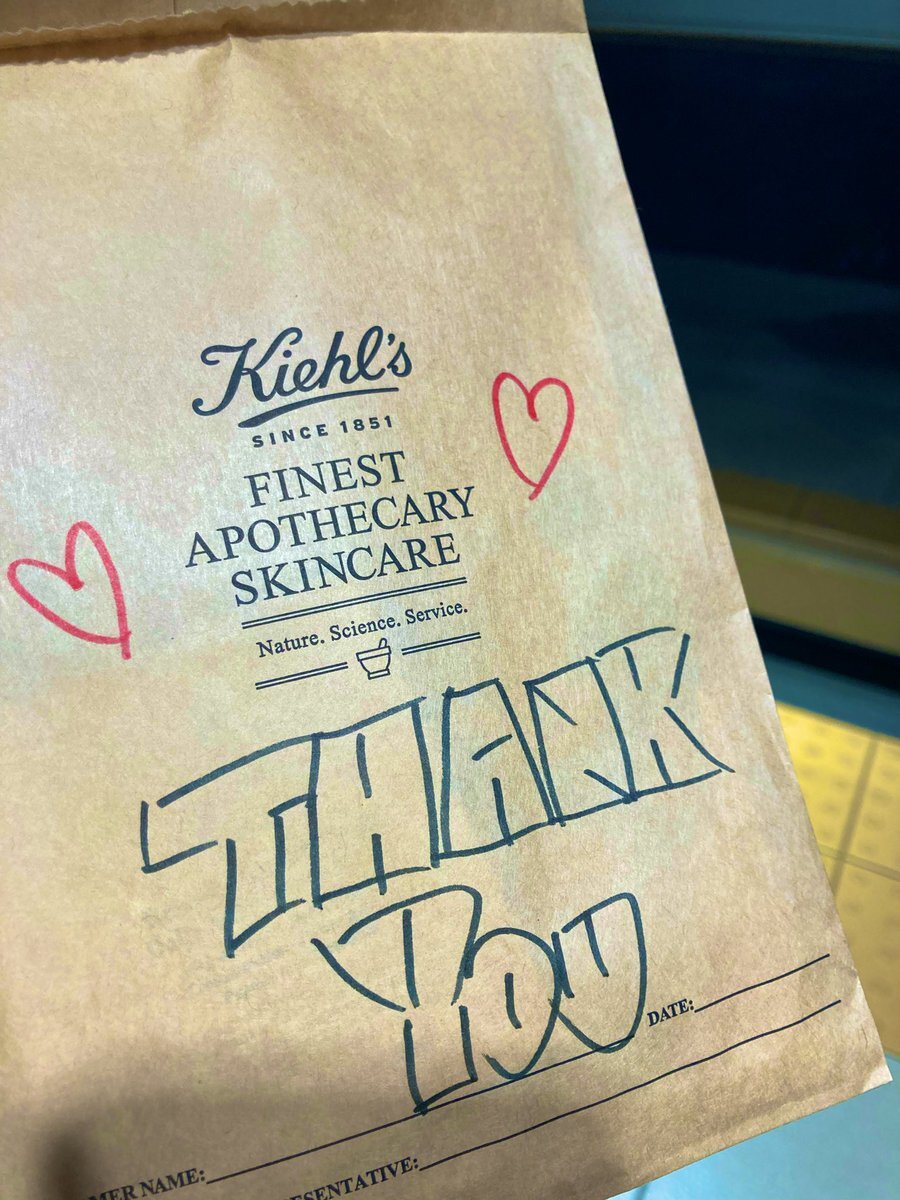 Kiehl's
SINCE 1851
FINEST
APOTHECARY
SKINCARE
Nature. Science. Service.
THANK
YOU
DATE:
MER NAME:
ESENTATIVE: